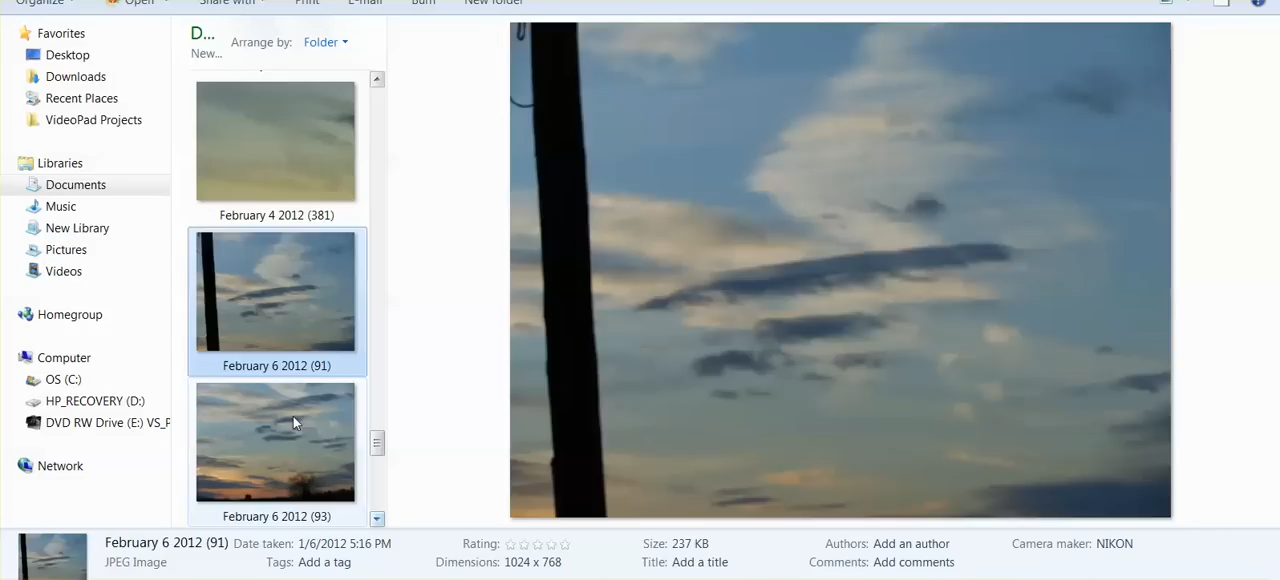 Organize
Open
Share with
Print
E-mail
Burn
New folder
Favorites
Desktop
Downloads
Recent Places
VideoPad Projects
Libraries
Documents
Music
New Library
Pictures
Videos
Homegroup
Computer
OS (C:)
HP_RECOVERY (D:)
DVD RW Drive (E:) VS_P
Network
D...
New...
Arrange by: Folder
February 4 2012 (381)
February 6 2012 (91)
February 6 2012 (93)
February 6 2012 (91) Date taken: 1/6/2012 5:16 PM Rating: Size: 237 KB Authors: Add an author Camera maker: NIKON
JPEG Image Tags: Add a tag Dimensions: 1024 x 768 Title: Add a title Comments: Add comments